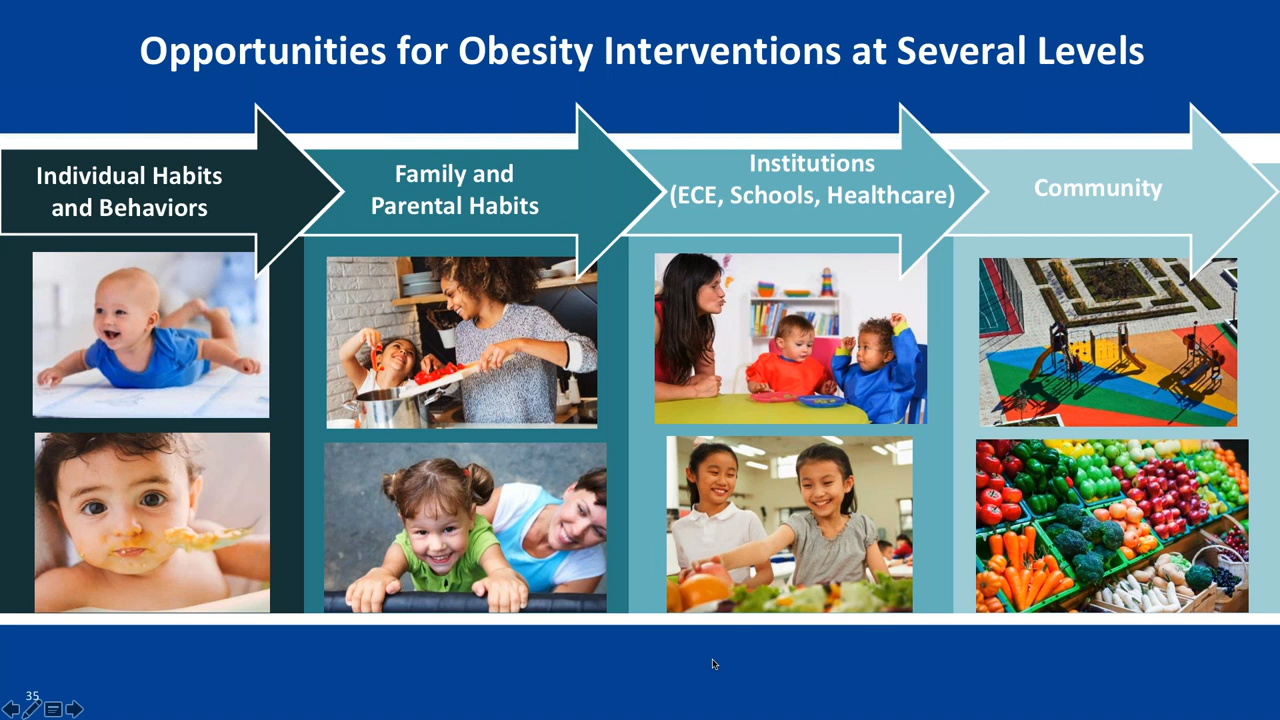 Opportunities for Obesity Interventions at Several Levels
Individual Habits
and Behaviors
Family and
Parental Habits
Institutions
(ECE, Schools, Healthcare)
Community
35